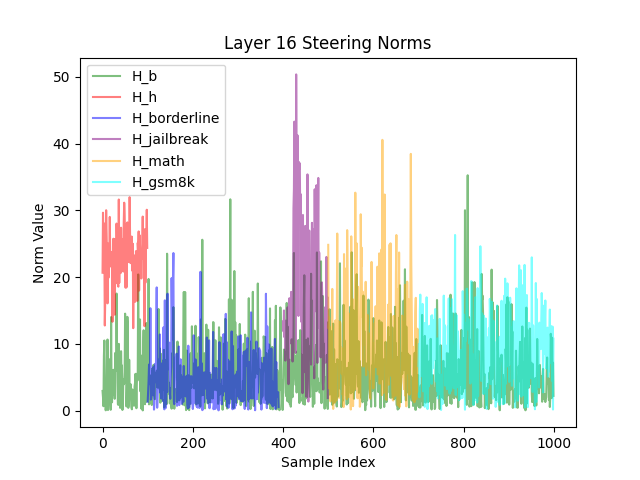 Layer 16 Steering Norms
50
40
30
20
10
0
Norm Value
H_b
H_h
H_borderline
H_jailbreak
H_math
H_gsm8k
0
200
400
600
800
1000
Sample Index